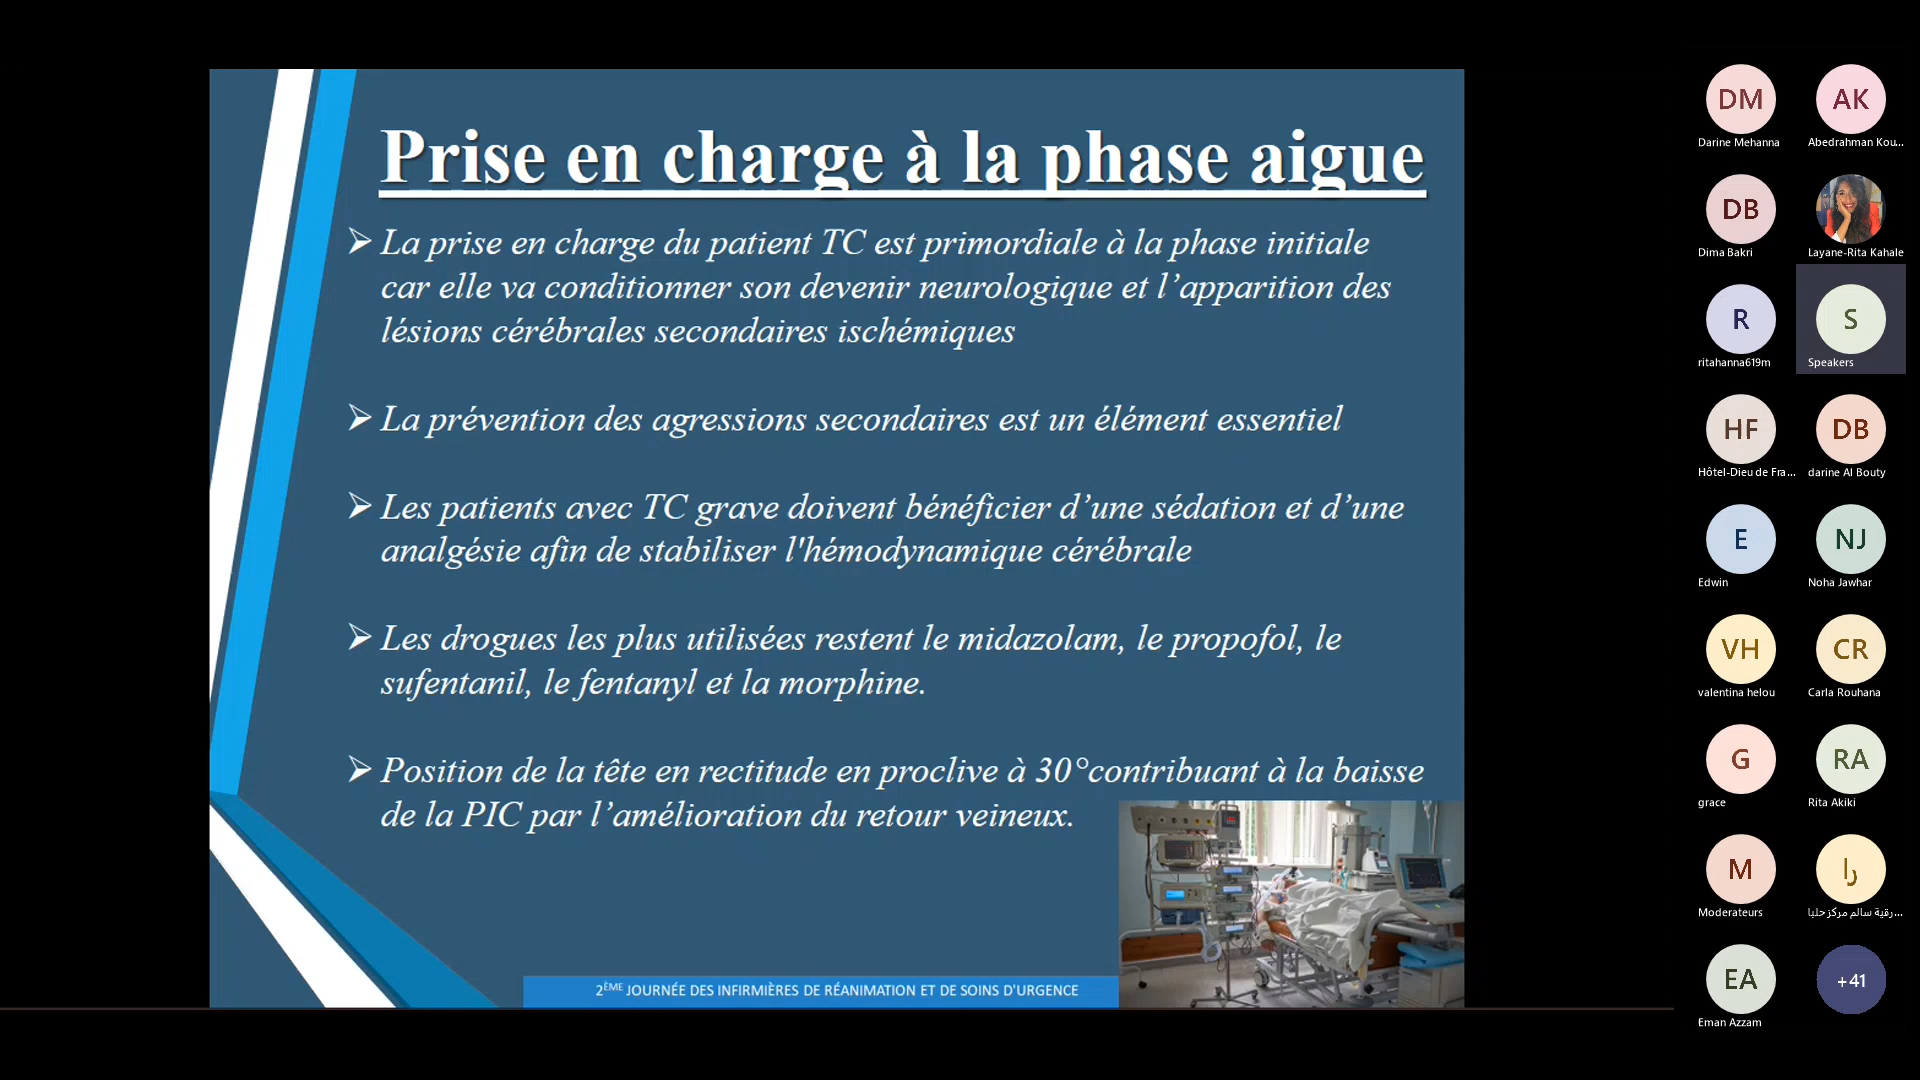 Prise en charge à la phase aigue
La prise en charge du patient TC est primordiale à la phase initiale
car elle va conditionner son devenir neurologique et l’apparition des
lésions cérébrales secondaires ischémiques
La prévention des agressions secondaires est un élément essentiel
Les patients avec TC grave doivent bénéficier d’une sédation et d’une
analgésie afin de stabiliser l'hémodynamique cérébrale
Les drogues les plus utilisées restent le midazolam, le propofol, le
sufentanil, le fentanyl et la morphine.
Position de la tête en rectitude en proclive à 30°contribuant à la baisse
de la PIC par l’amélioration du retour veineux.
2ÈME JOURNÉE DES INFIRMIÈRES DE RÉANIMATION ET DE SOINS D'URGENCE
DM
Darine Mehanna
AK
Abedrahman Kou...
DB
Dima Bakri
Layane-Rita Kahale
R
ritahanna619m
S
Speakers
HF
Hôtel-Dieu de Fra...
DB
darine Al Bouty
E
Edwin
NJ
Noha Jawhar
VH
valentina helou
CR
Carla Rouhana
G
grace
RA
Rita Akiki
M
Moderateurs
را
رقية سالم مركز حلبا...
EA
Eman Azzam
+41